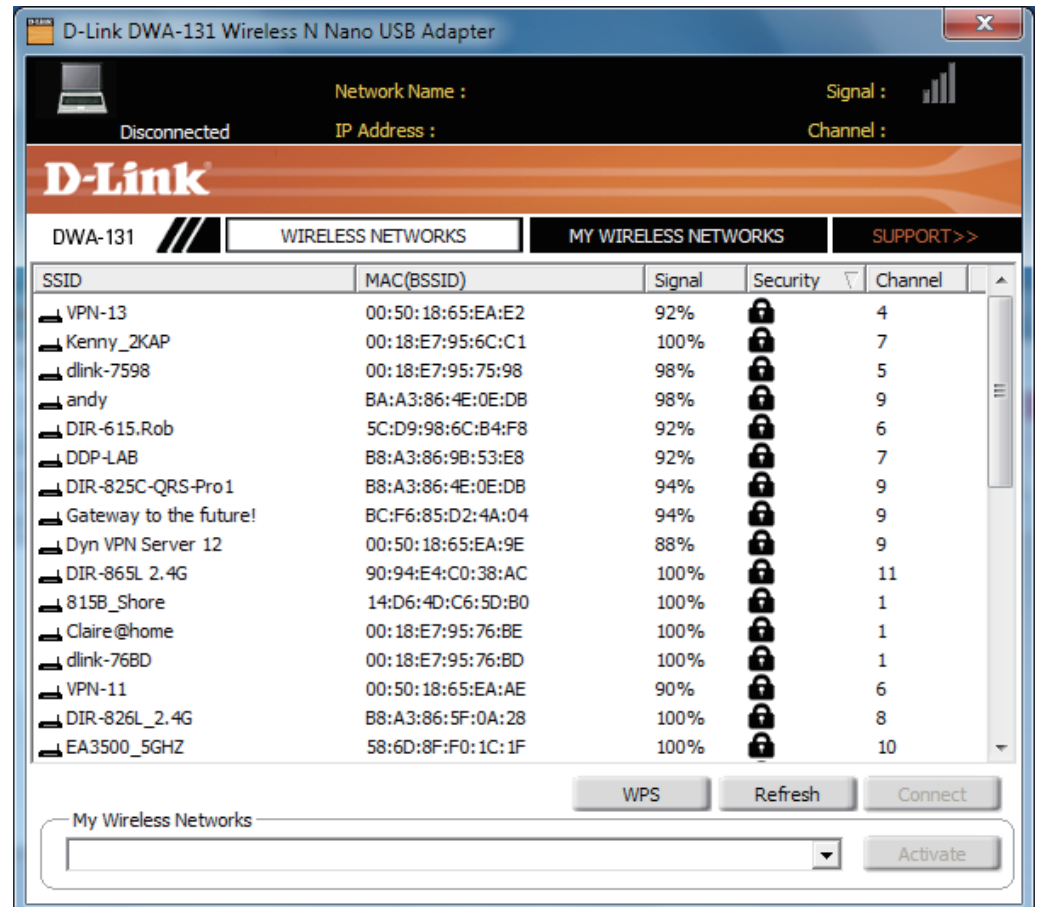 D-Link DWA-131 Wireless N Nano USB Adapter
Network Name : Signal :
Disconnected IP Address : Channel :
D-Link
DWA-131 WIRELESS NETWORKS MY WIRELESS NETWORKS SUPPORT>>
SSID MAC(BSSID) Signal Security Channel
VPN-13 00:50:18:65:EA:E2 92% 4
Kenny_2KAP 00:18:E7:95:6C:C1 100% 7
dlink-7598 00:18:E7:95:75:98 98% 5
andy BA:A3:86:4E:0E:DB 98% 9
DIR-615.Rob 5C:D9:98:6C:B4:F8 92% 6
DDP-LAB B8:A3:86:9B:53:E8 92% 7
DIR-825C-QRS-Pro1 B8:A3:86:4E:0E:DB 94% 9
Gateway to the future! BC:F6:85:D2:4A:04 94% 9
Dyn VPN Server 12 00:50:18:65:EA:9E 88% 9
DIR-865L 2.4G 90:94:E4:C0:38:AC 100% 11
815B_Shore 14:D6:4D:C6:5D:B0 100% 1
Claire@home 00:18:E7:95:76:BE 100% 1
dlink-76BD 00:18:E7:95:76:BD 100% 1
VPN-11 00:50:18:65:EA:AE 90% 6
DIR-826L_2.4G B8:A3:86:5F:0A:28 100% 8
EA3500_5GHZ 58:6D:8F:F0:1C:1F 100% 10
WPS Refresh Connect
My Wireless Networks
Activate